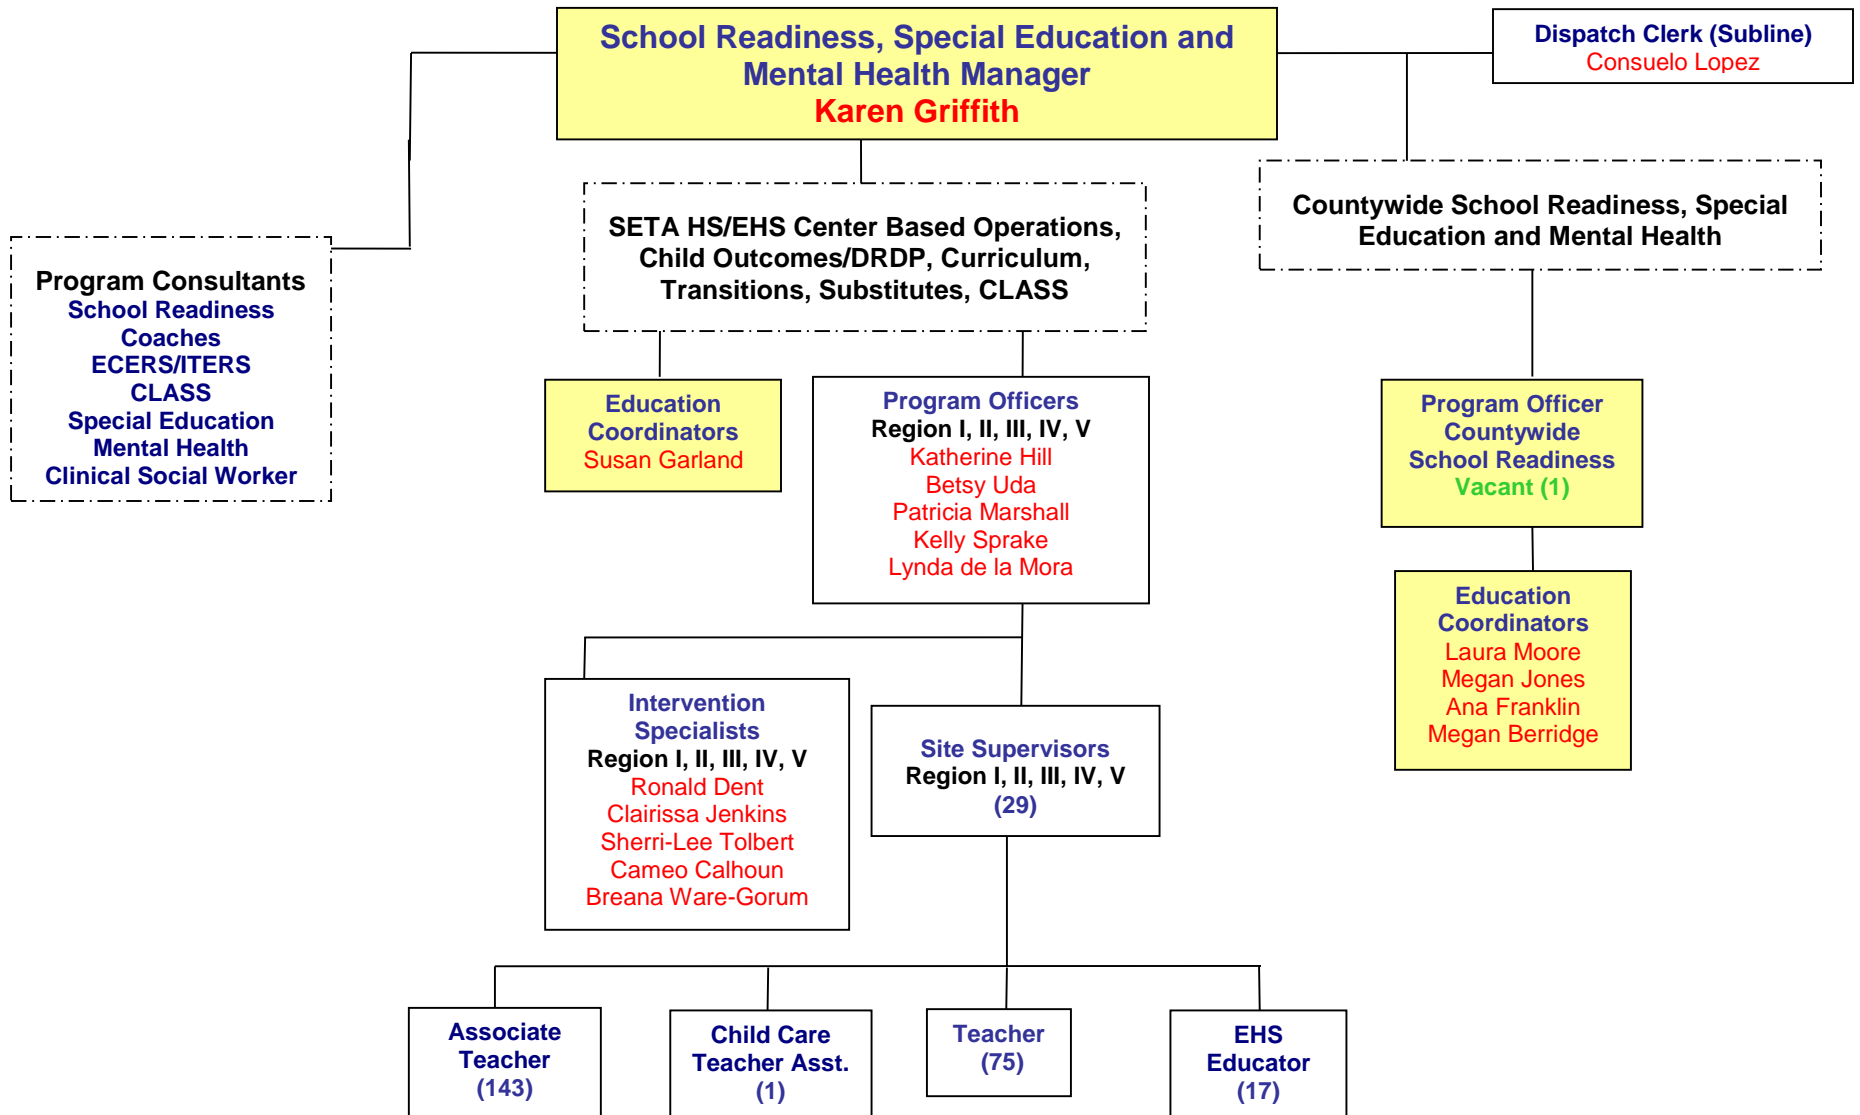 School Readiness, Special Education and
Mental Health Manager
Karen Griffith
Dispatch Clerk (Subline)
Consuelo Lopez
Program Consultants
School Readiness
Coaches
ECERS/ITERS
CLASS
Special Education
Mental Health
Clinical Social Worker
SETA HS/EHS Center Based Operations,
Child Outcomes/DRDP, Curriculum,
Transitions, Substitutes, CLASS
Countywide School Readiness, Special
Education and Mental Health
Education
Coordinators
Susan Garland
Program Officers
Region I, II, III, IV, V
Katherine Hill
Betsy Uda
Patricia Marshall
Kelly Sprake
Lynda de la Mora
Program Officer
Countywide
School Readiness
Vacant (1)
Education
Coordinators
Laura Moore
Megan Jones
Ana Franklin
Megan Berridge
Intervention
Specialists
Region I, II, III, IV, V
Ronald Dent
Clairissa Jenkins
Sherri-Lee Tolbert
Cameo Calhoun
Breana Ware-Gorum
Site Supervisors
Region I, II, III, IV, V
(29)
Associate
Teacher
(143)
Child Care
Teacher Asst.
(1)
Teacher
(75)
EHS
Educator
(17)